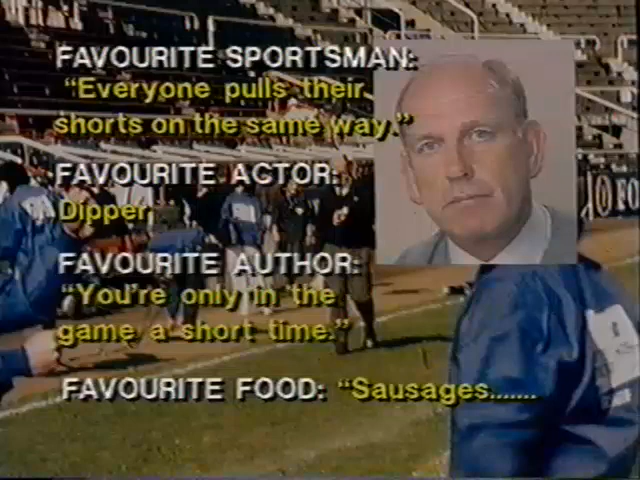 FAVOURITE SPORTSMAN:
"Everyone pulls their
shorts on the same way."
FAVOURITE ACTOR:
Dipper
FAVOURITE AUTHOR:
"You're only in the
game a short time."
FAVOURITE FOOD: "Sausages.......
FO